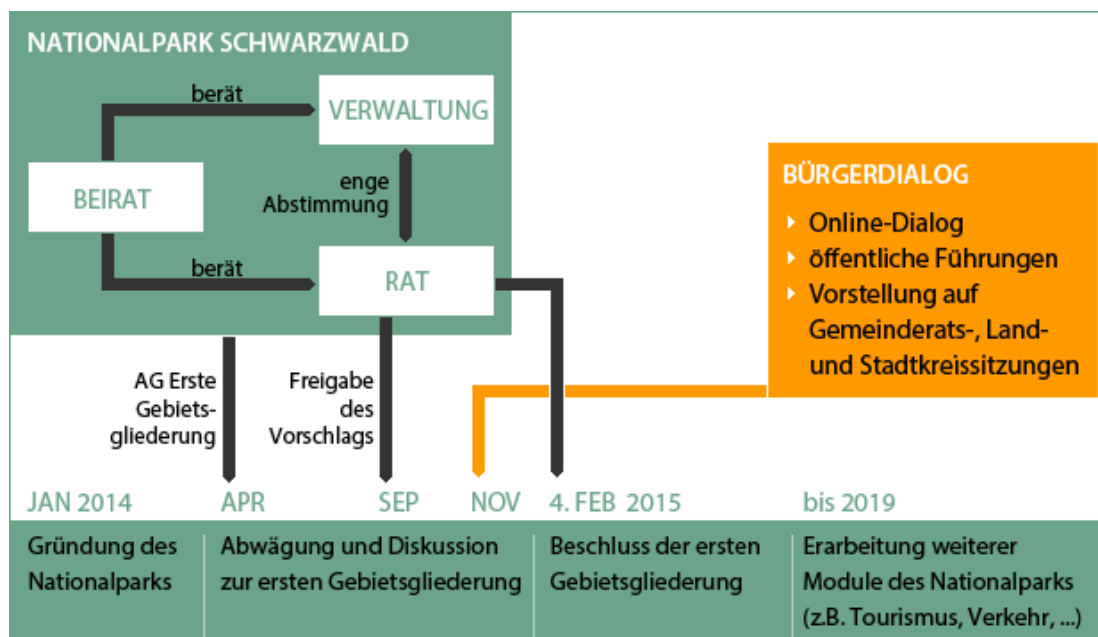 NATIONALPARK SCHWARZWALD
berät
VERWALTUNG
BEIRAT
enge
Abstimmung
berät
RAT
BÜRGERDIALOG
Online-Dialog
öffentliche Führungen
Vorstellung auf
Gemeinderats-, Land-
und Stadtkreissitzungen
AG Erste
Gebiets-
gliederung
Freigabe
des
Vorschlags
JAN 2014
APR
SEP
NOV
4. FEB 2015
bis 2019
Gründung des
Nationalparks
Abwägung und Diskussion
zur ersten Gebietsgliederung
Beschluss der ersten
Gebietsgliederung
Erarbeitung weiterer
Module des Nationalparks
(z.B. Tourismus, Verkehr, ...)